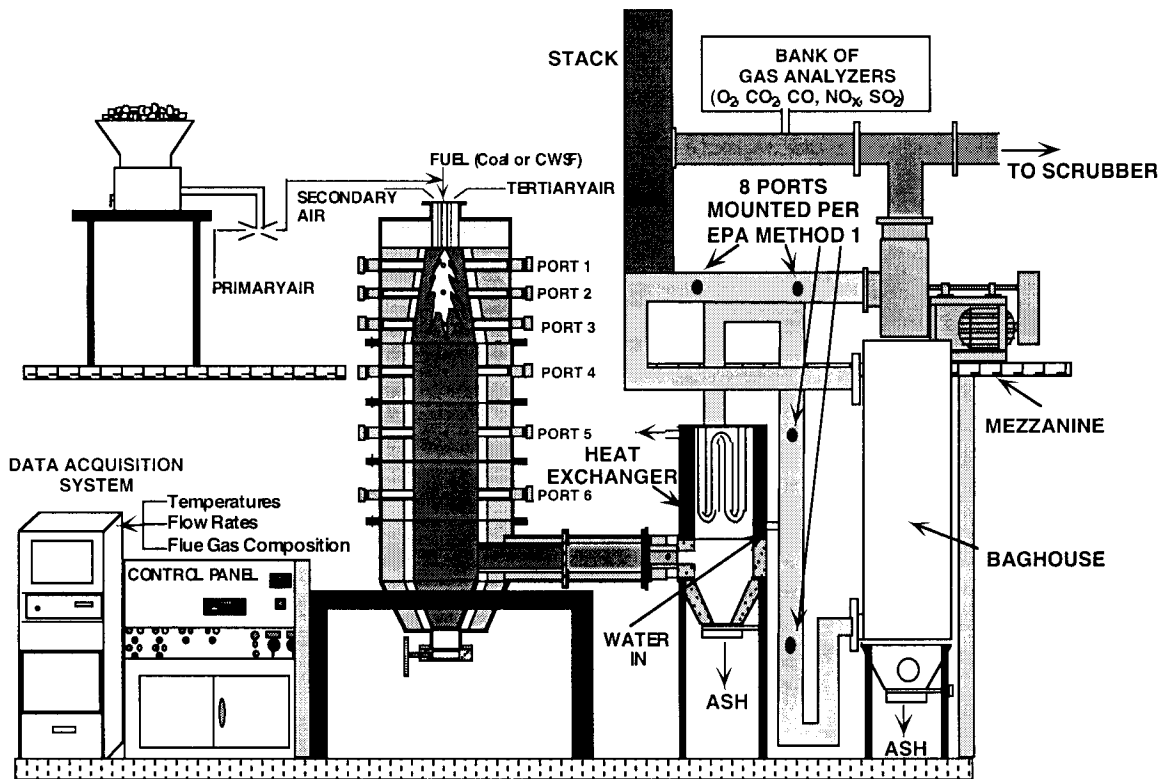 STACK
BANK OF
GAS ANALYZERS
(O2, CO2, CO, NOX, SO2)
TO SCRUBBER
FUEL (Coal or CWSF)
SECONDARY
AIR
TERTIARYAIR
8 PORTS
MOUNTED PER
EPA METHOD 1
PRIMARYAIR
PORT 1
PORT 2
PORT 3
PORT 4
PORT 5
PORT 6
MEZZANINE
HEAT
EXCHANGER
DATA ACQUISITION
SYSTEM
Temperatures
Flow Rates
Flue Gas Composition
CONTROL PANEL
BAGHOUSE
WATER
IN
ASH
ASH